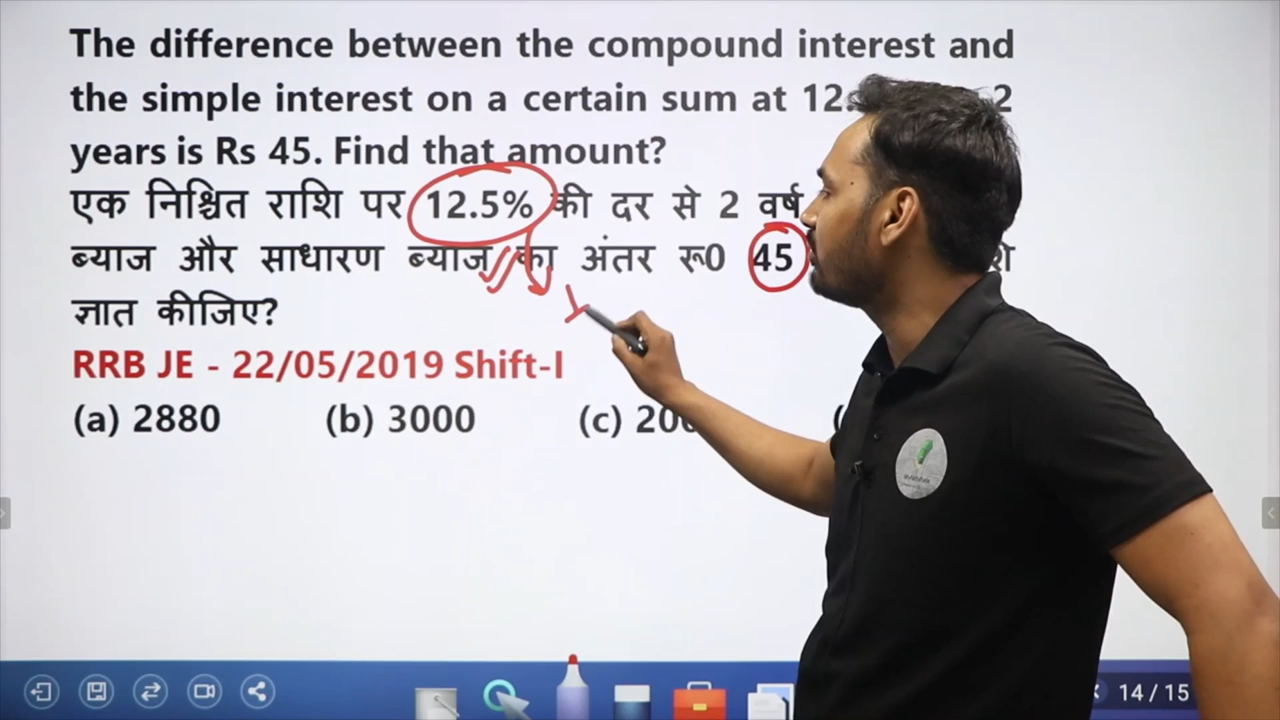 The difference between the compound interest and
the simple interest on a certain sum at 12. 2
years is Rs 45. Find that amount?
एक निश्चित राशि पर 12.5% की दर से 2 वर्ष
ब्याज और साधारण ब्याज का अंतर रू0 45
ज्ञात कीजिए?
RRB JE - 22/05/2019 Shift-I
(a) 2880 (b) 3000 (c)
14 / 15